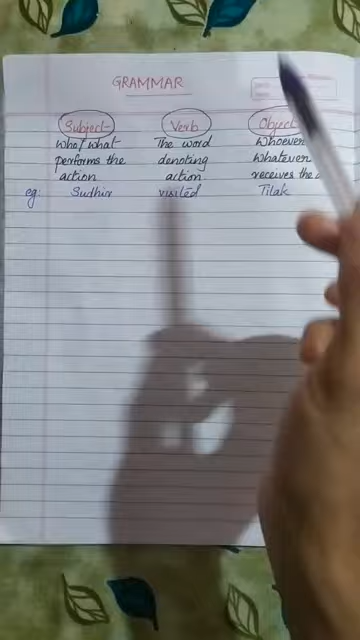 GRAMMAR
Subject Verb Object
Who/what The word Whoever
performs the denoting Whatever
action action. receives the
eg: Sudhir visited Tilak